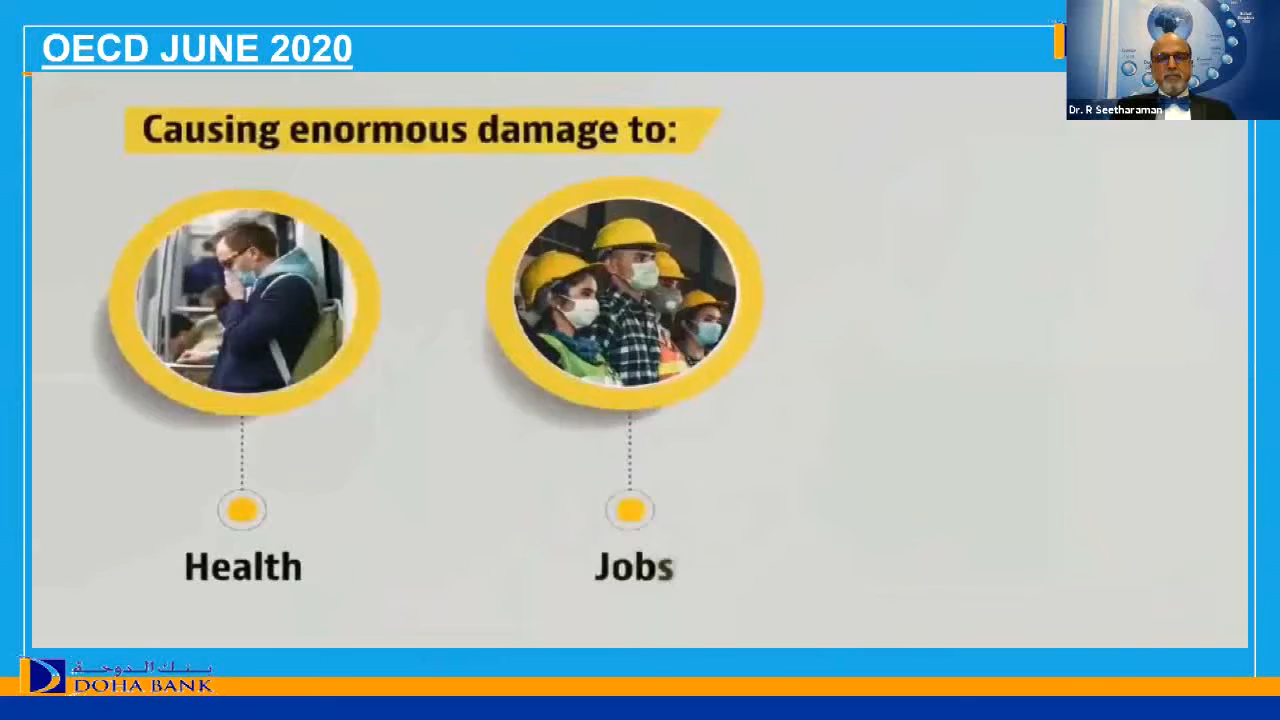 OECD JUNE 2020
Dr. R Seetharaman
Causing enormous damage to:
Health
Jobs
بنك الدوحة
DOHA BANK